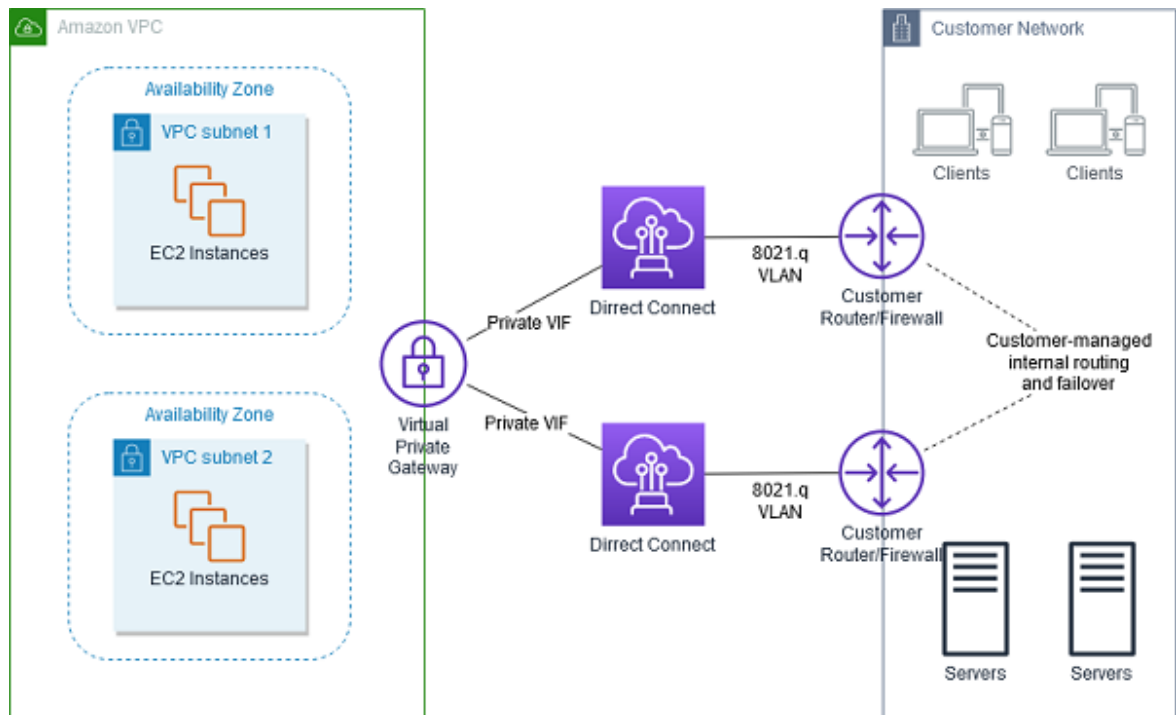 Amazon VPC
Customer Network
Availability Zone
VPC subnet 1
EC2 Instances
Clients
Clients
8021.q
VLAN
Dirrect Connect
Customer
Router/Firewall
Private VIF
Customer-managed
internal routing
and failover
Availability Zone
VPC subnet 2
EC2 Instances
Virtual
Private
Gateway
Private VIF
8021.q
VLAN
Dirrect Connect
Customer
Router/Firewall
Servers
Servers